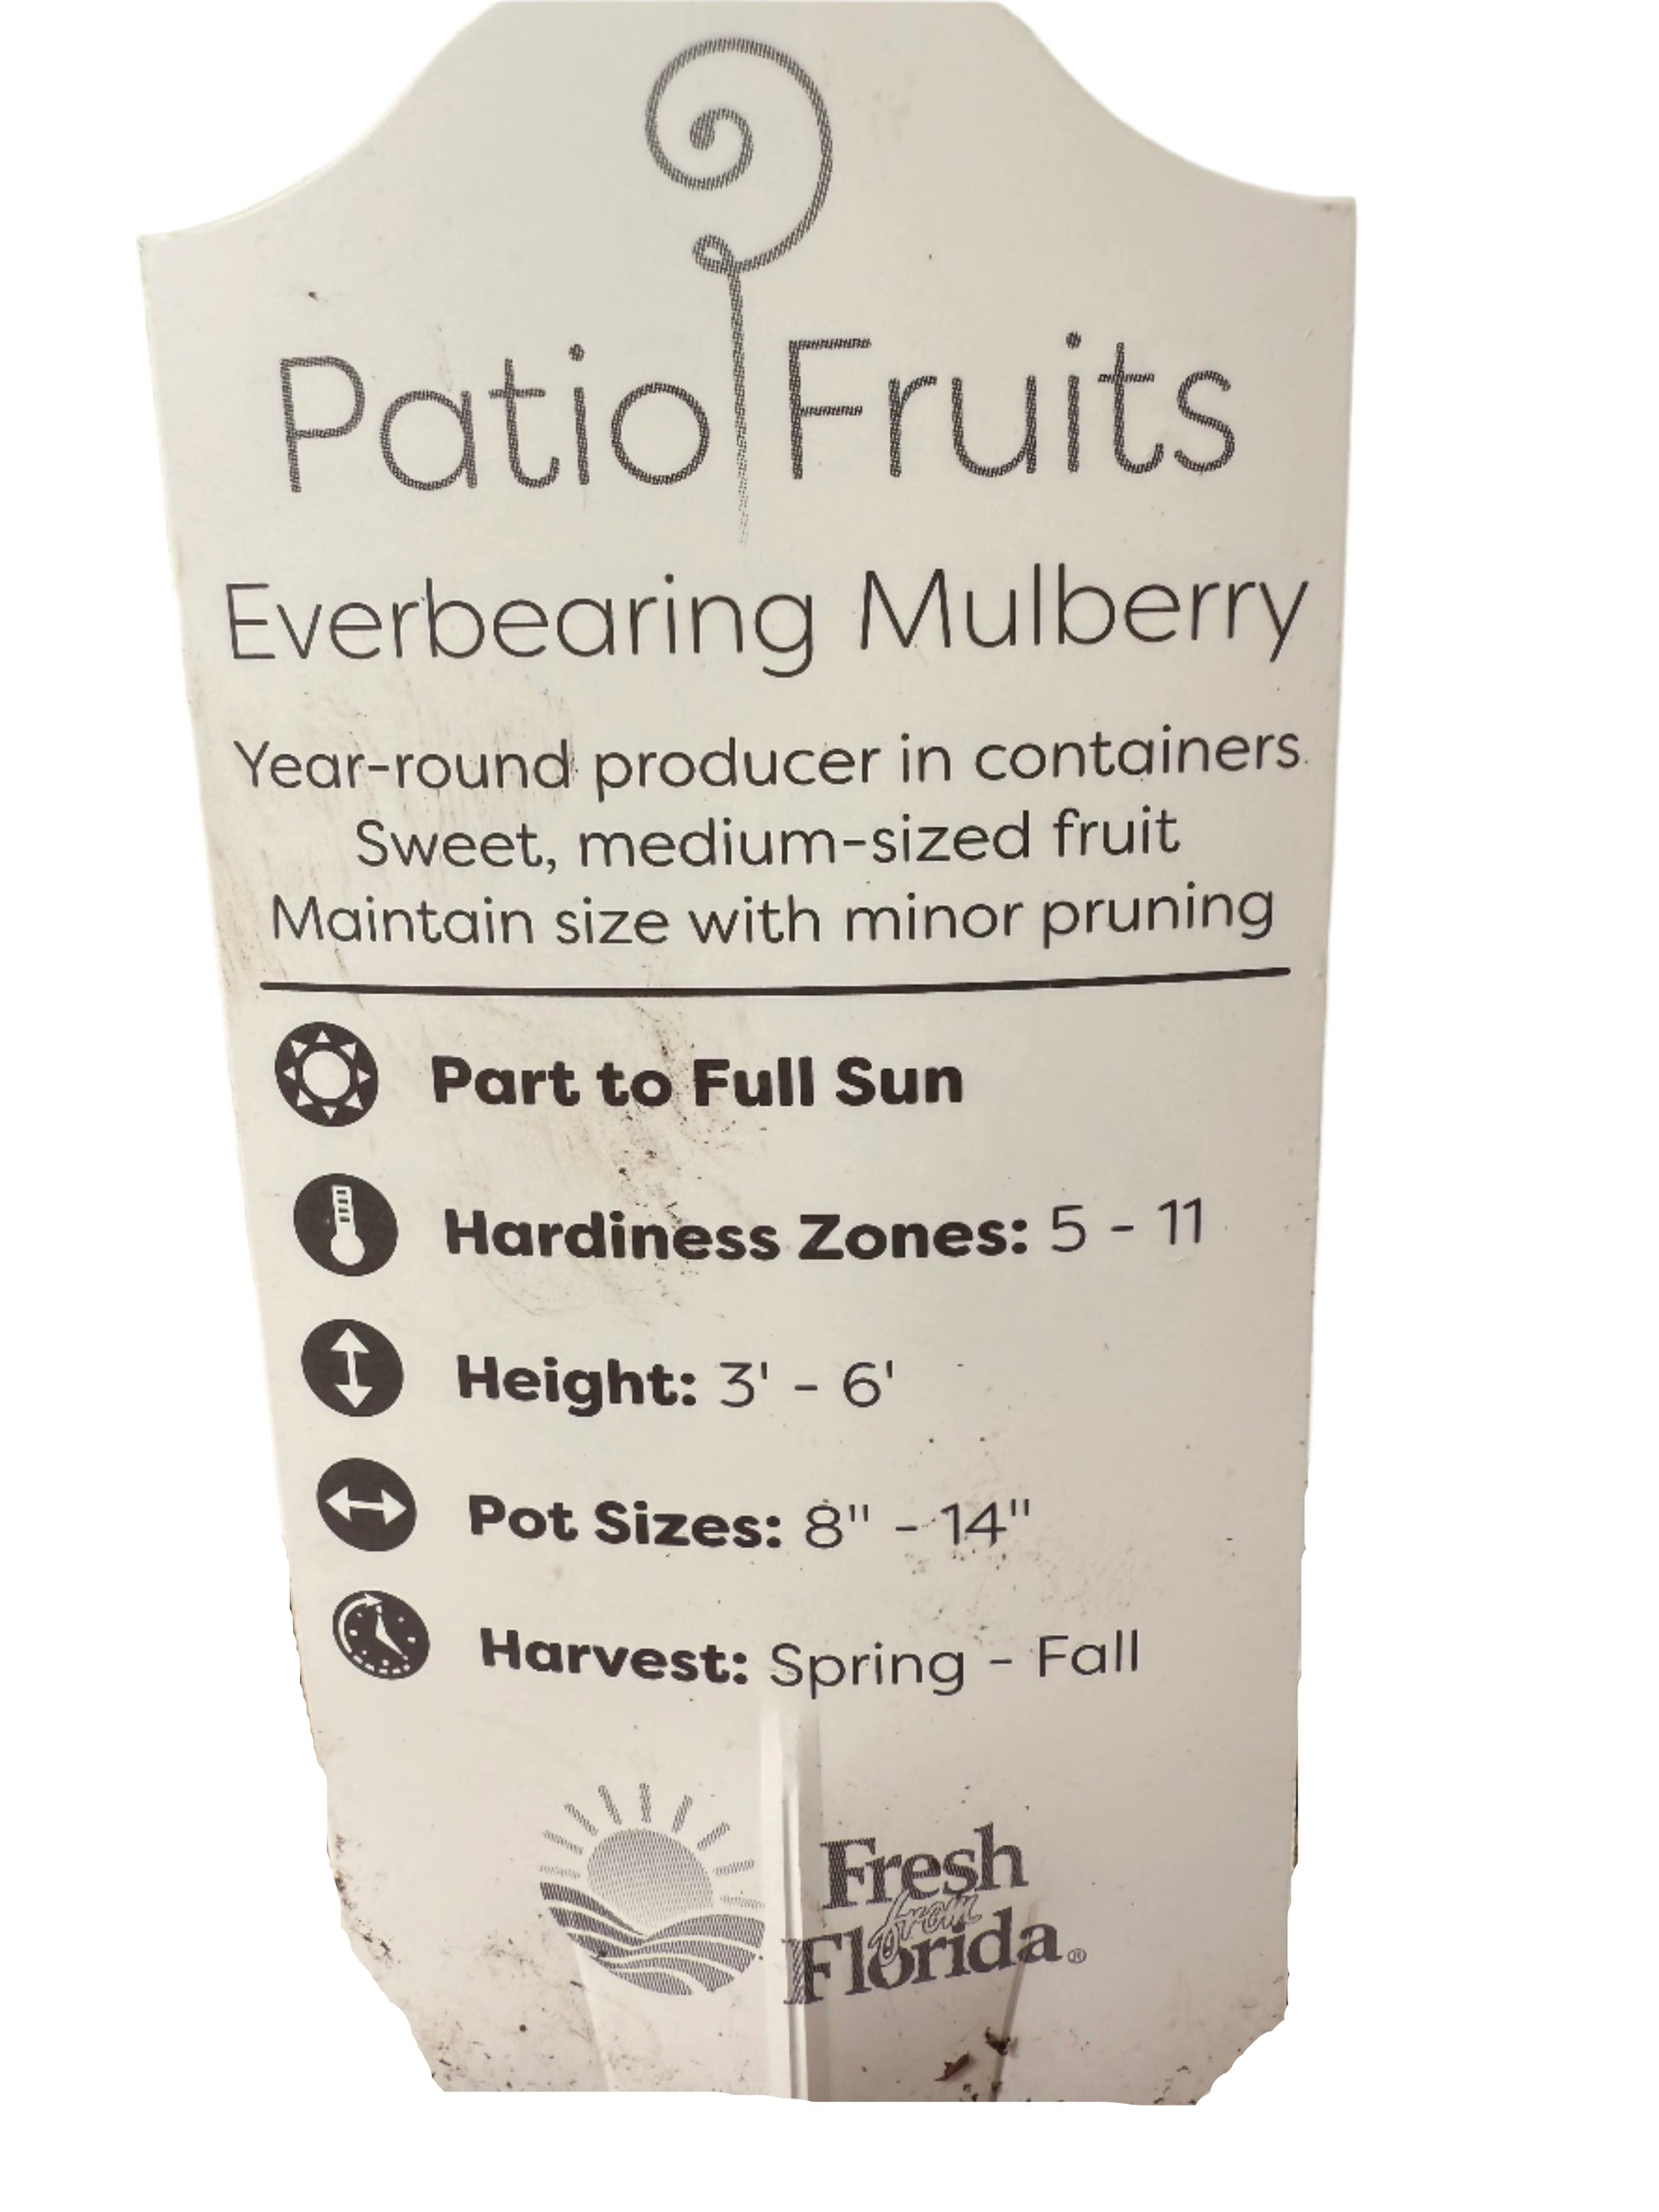 Patio Fruits
Everbearing Mulberry
Year-round producer in containers
Sweet, medium-sized fruit
Maintain size with minor pruning
Part to Full Sun
Hardiness Zones: 5 - 11
Height: 3' - 6'
Pot Sizes: 8" - 14"
Harvest: Spring - Fall
Fresh
from
Florida®